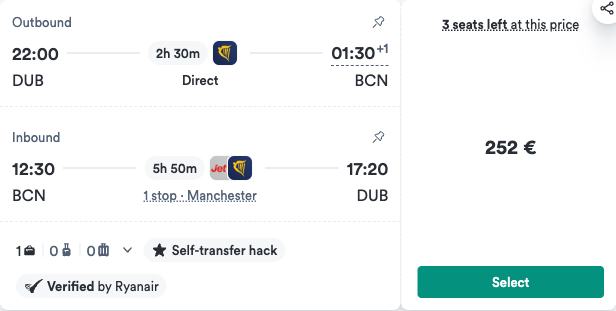 Outbound
22:00
2h 30m
01:30+1
DUB
Direct
BCN
Inbound
12:30
5h 50m
Jet
17:20
BCN
1 stop · Manchester
DUB
1
0
0
Self-transfer hack
Verified by Ryanair
3 seats left at this price
252 €
Select